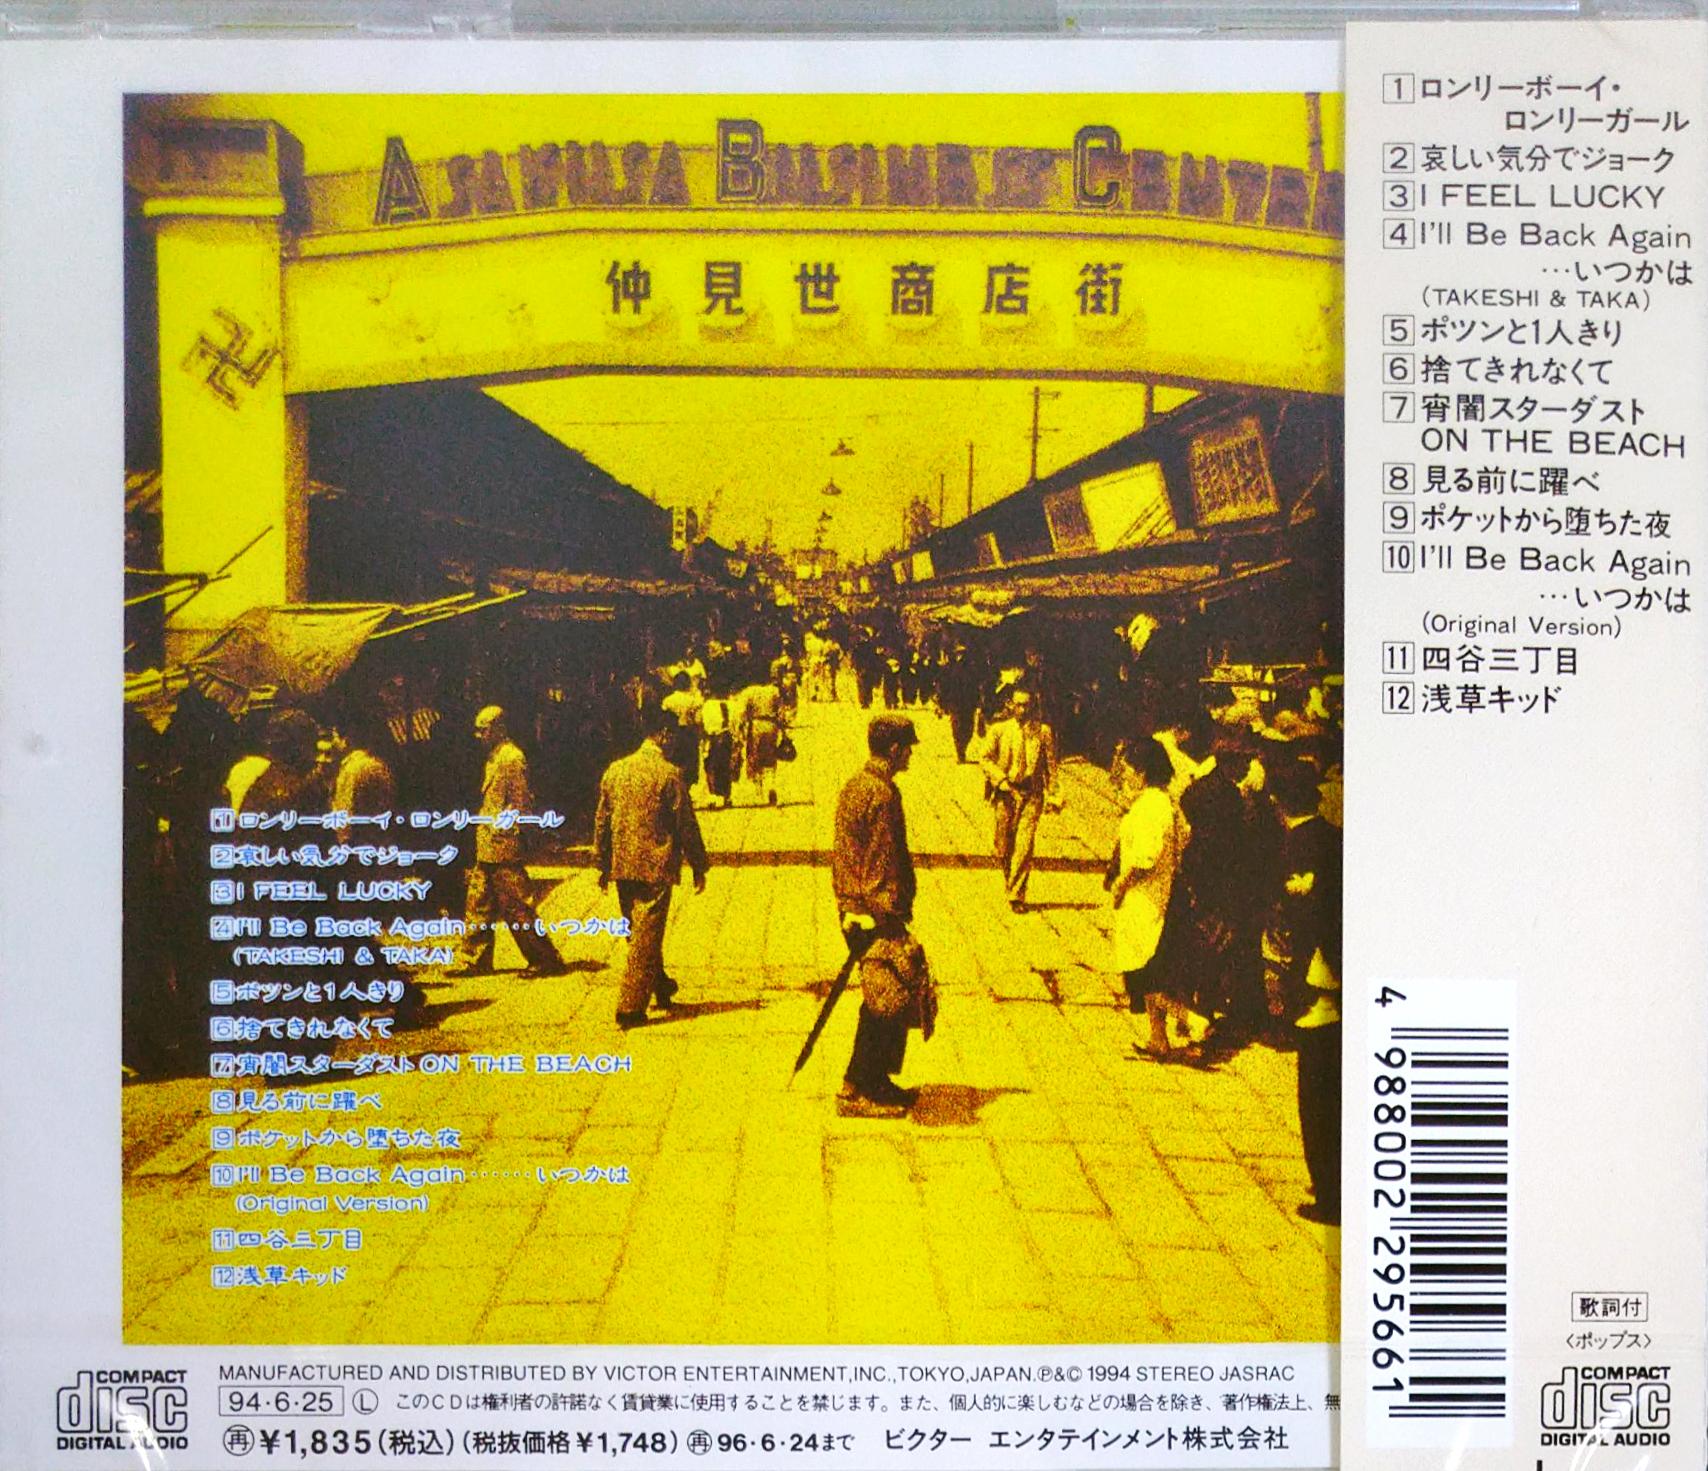 ASAKUSA BUSINESS CENTER
仲見世商店街
1 ロンリーボーイ・ロンリーガール
2 哀しい気分でジョーク
3 I FEEL LUCKY
4 I'll Be Back Again……いつかは
(TAKESHI & TAKA)
5 ポツンと1人きり
6 捨てきれなくて
7 宵闇スターダスト ON THE BEACH
8 見る前に躍べ
9 ポケットから堕ちた夜
10 I'll Be Back Again……いつかは
(Original Version)
11 四谷三丁目
12 浅草キッド
COMPACT
disc
DIGITAL AUDIO
MANUFACTURED AND DISTRIBUTED BY VICTOR ENTERTAINMENT,INC.,TOKYO,JAPAN.Ⓟ&© 1994 STEREO JASRAC
94・6・25 Ⓛ このCDは権利者の許諾なく賃貸業に使用することを禁じます。また、個人的に楽しむなどの場合を除き、著作権法上、無
㊢ ¥1,835(税込)(税抜価格¥1,748) 再 96・6・24まで ビクター エンタテインメント株式会社
1 ロンリーボーイ・
ロンリーガール
2 哀しい気分でジョーク
3 I FEEL LUCKY
4 I'll Be Back Again
…いつかは
(TAKESHI & TAKA)
5 ポツンと1人きり
6 捨てきれなくて
7 宵闇スターダスト
ON THE BEACH
8 見る前に躍べ
9 ポケットから堕ちた夜
10 I'll Be Back Again
…いつかは
(Original Version)
11 四谷三丁目
12 浅草キッド
4 988002 295661
歌詞付
〈ポップス〉
COMPACT
disc
DIGITAL AUDIO